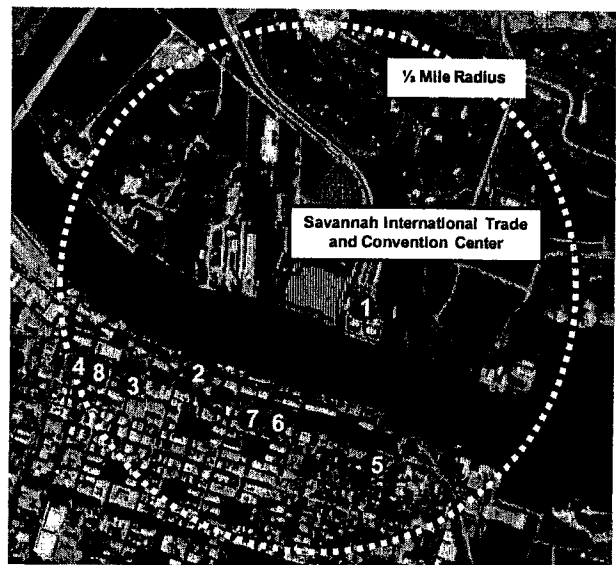 ½ Mile Radius
Savannah International Trade
and Convention Center
1
2
4 8 3
7 6
5